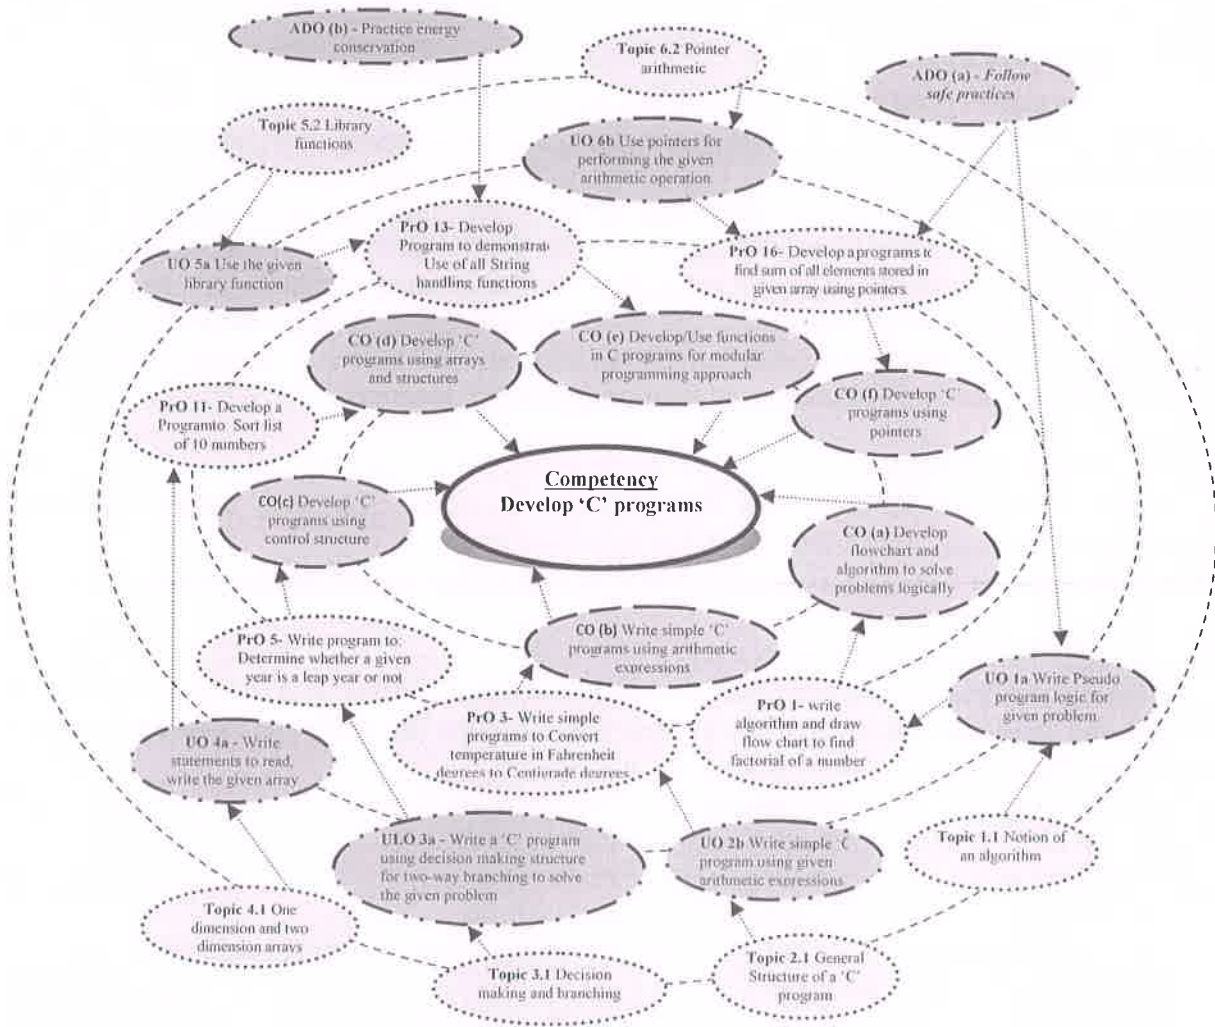 ADO (b) - Practice energy
conservation
Topic 6.2 Pointer
arithmetic
ADO (a) - Follow
safe practices
Topic 5.2 Library
functions
UO 6b Use pointers for
performing the given
arithmetic operation
PrO 13- Develop
Program to demonstrate
Use of all String
handling functions
PrO 16- Develop a programs to
find sum of all elements stored in
given array using pointers.
UO 5a Use the given
library function
CO (d) Develop 'C'
programs using arrays
and structures
CO (e) Develop/Use functions
in C programs for modular
programming approach
CO (f) Develop 'C'
programs using
pointers
PrO 11- Develop a
Programto Sort list
of 10 numbers
Competency
Develop 'C' programs
CO(c) Develop 'C'
programs using
control structure
CO (a) Develop
flowchart and
algorithm to solve
problems logically
CO (b) Write simple 'C'
programs using arithmetic
expressions
PrO 5- Write program to:
Determine whether a given
year is a leap year or not
UO 1a Write Pseudo
program logic for
given problem
PrO 3- Write simple
programs to Convert
temperature in Fahrenheit
degrees to Centigrade degrees
PrO 1- write
algorithm and draw
flow chart to find
factorial of a number
UO 4a - Write
statements to read,
write the given array
ULO 3a - Write a 'C' program
using decision making structure
for two-way branching to solve
the given problem
UO 2b Write simple 'C
program using given
arithmetic expressions
Topic 1.1 Notion of
an algorithm
Topic 4.1 One
dimension and two
dimension arrays
Topic 3.1 Decision
making and branching
Topic 2.1 General
Structure of a 'C'
program